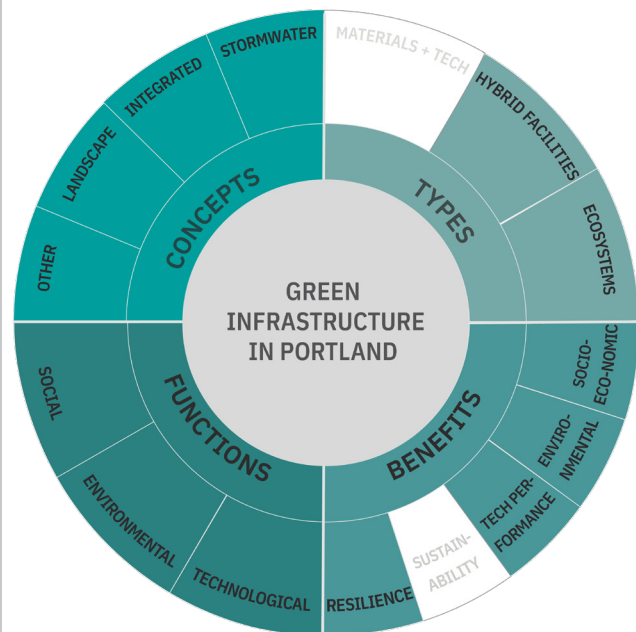 GREEN
INFRASTRUCTURE
IN PORTLAND
CONCEPTS
OTHER
LANDSCAPE
INTEGRATED
STORMWATER
TYPES
MATERIALS + TECH
HYBRID FACILITIES
ECOSYSTEMS
BENEFITS
SOCIO-
ECO-NOMIC
ENVIRO-
NMENTAL
TECH PER-
FORMANCE
SUSTAIN-
ABILITY
RESILIENCE
FUNCTIONS
TECHNOLOGICAL
ENVIRONMENTAL
SOCIAL